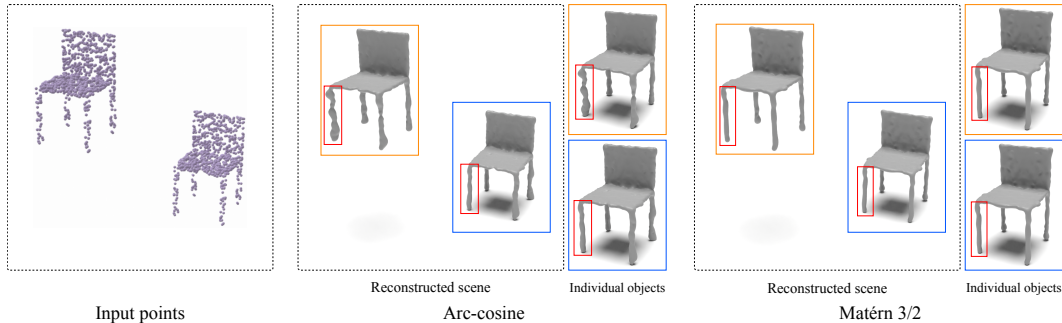 Reconstructed scene
Individual objects
Reconstructed scene
Individual objects
Input points
Arc-cosine
Matérn 3/2